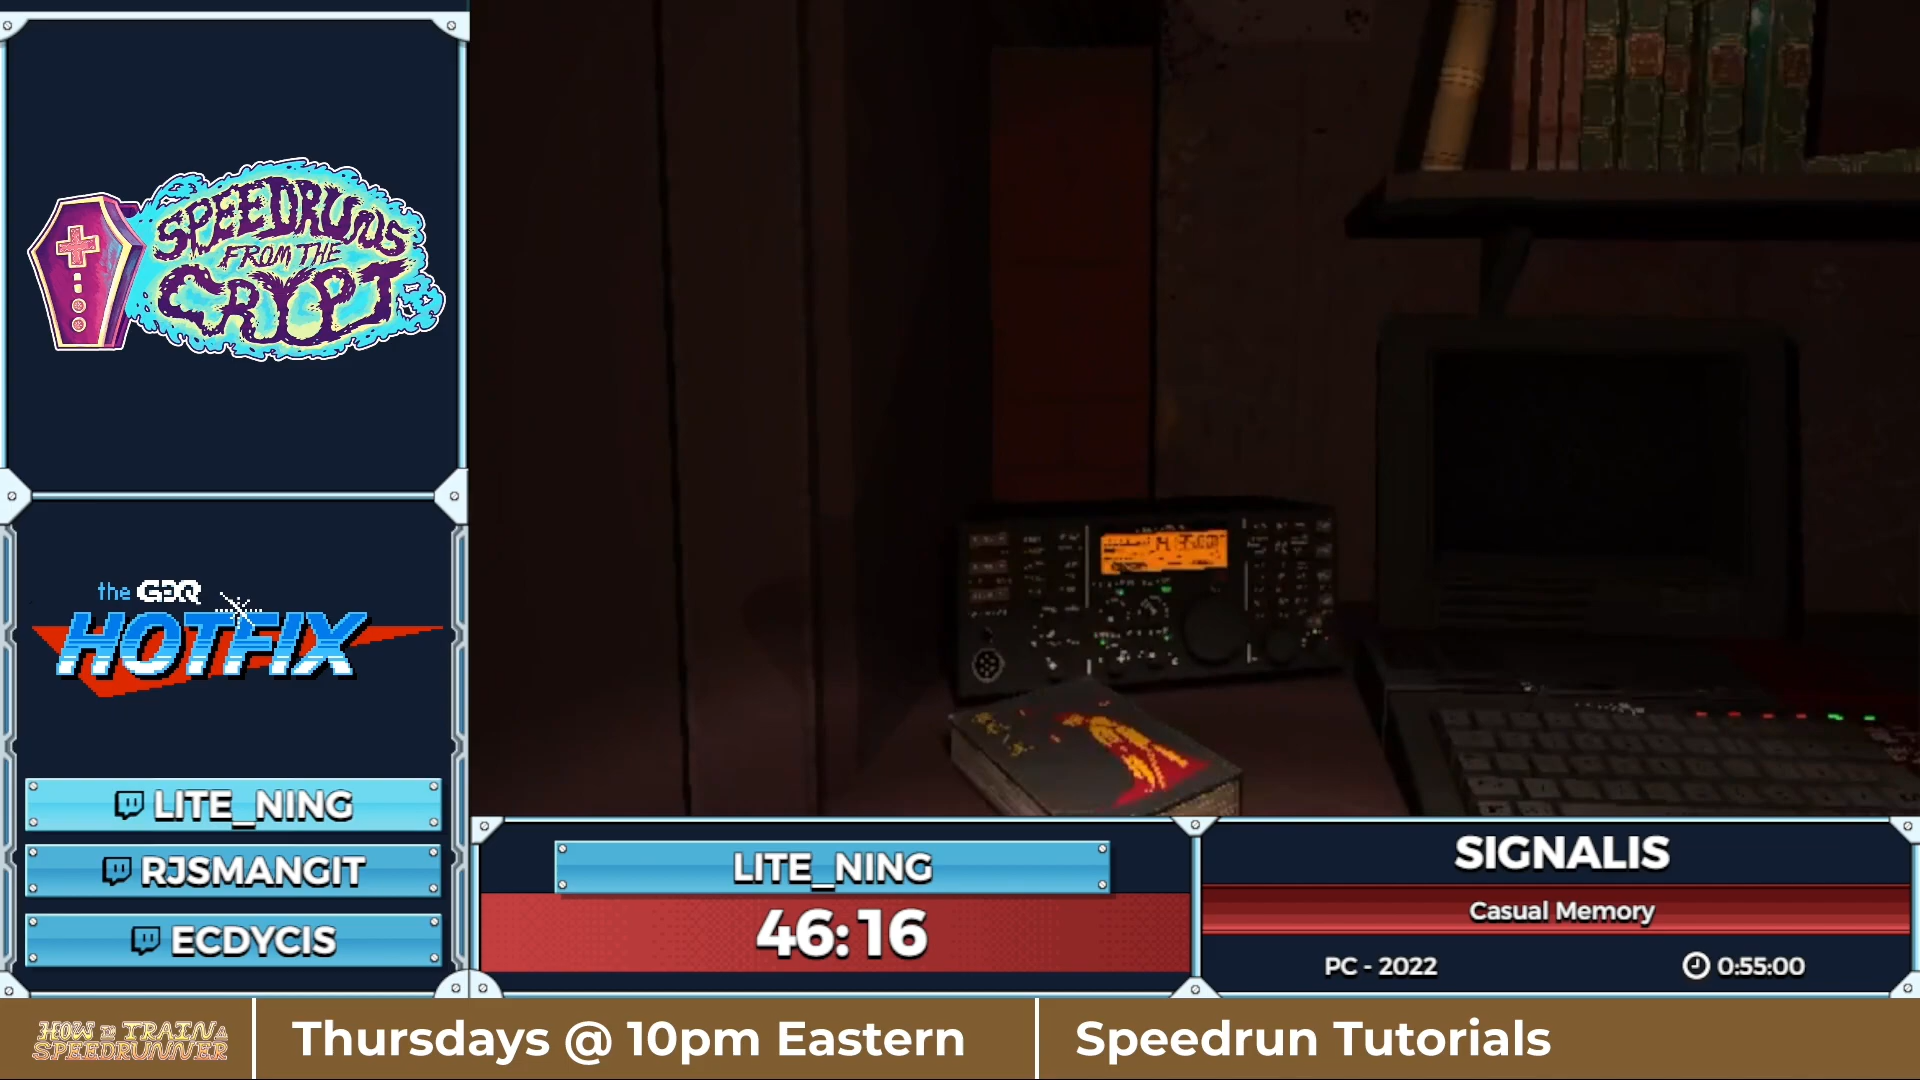 SPEEDRUNS
FROM THE
CRYPT
the GDQ
HOTFIX
LITE_NING
RJSMANGIT
ECDYCIS
LITE_NING
46:16
SIGNALIS
Casual Memory
PC - 2022
0:55:00
HOW TO TRAIN A
SPEEDRUNNER
Thursdays @ 10pm Eastern
Speedrun Tutorials